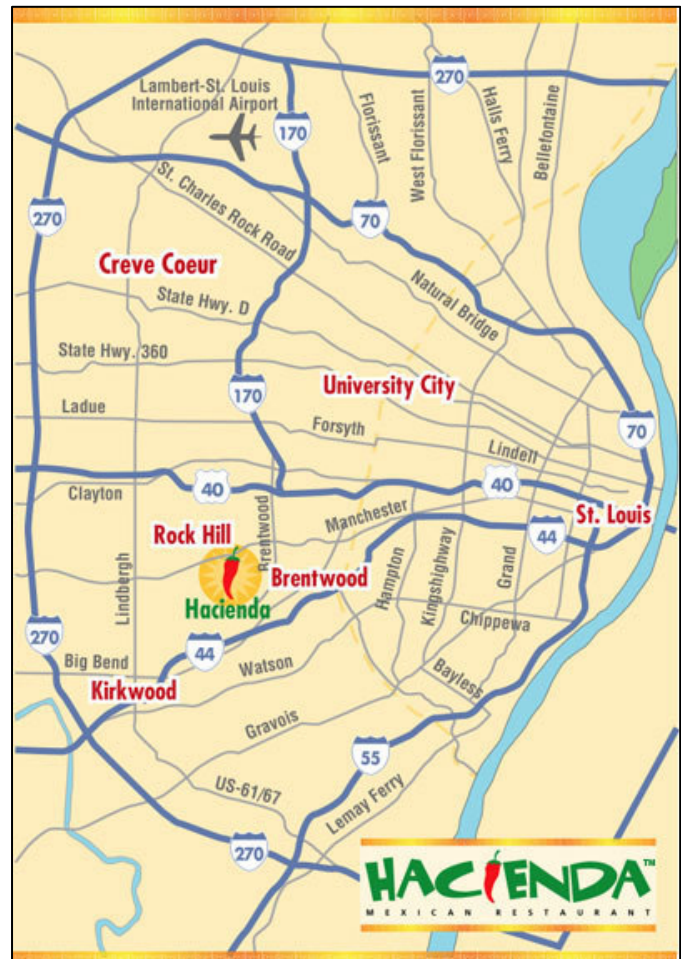 270
Lambert-St. Louis
International Airport
170
Florissant
West Florissant
Halls Ferry
Bellefontaine
St. Charles Rock Road
270
70
Creve Coeur
Natural Bridge
State Hwy. D
State Hwy. 360
University City
170
Ladue
Forsyth
70
Lindell
40
40
Clayton
Brentwood
Manchester
St. Louis
Rock Hill
44
Lindbergh
Brentwood
Hampton
Kingshighway
Grand
Hacienda
Chippewa
270
44
Big Bend
Watson
Bayless
Kirkwood
Gravois
55
US-61/67
Lemay Ferry
270
HACIENDA™
MEXICAN RESTAURANT